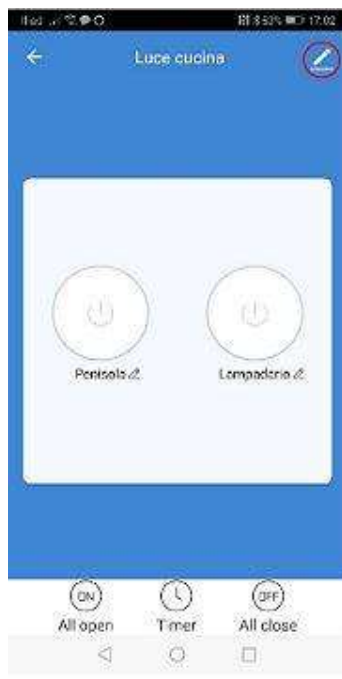 17:02
Luce cucina
Penisola
Lampadario
ON
OFF
All open
Timer
All close